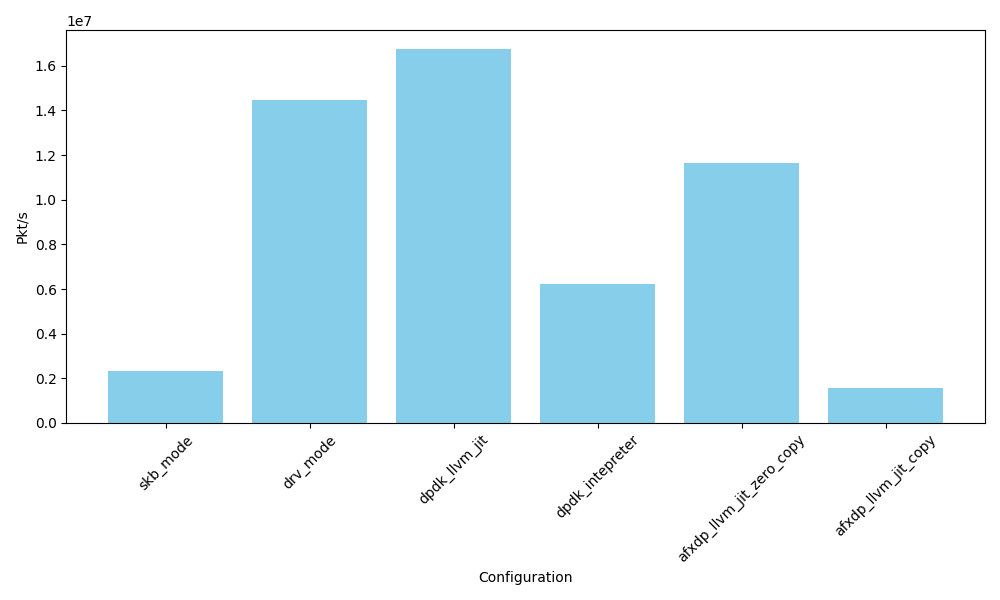 1e7
1.6
1.4
1.2
1.0
0.8
0.6
0.4
0.2
0.0
Pkt/s
skb_mode
drv_mode
dpdk_llvm_jit
dpdk_intepreter
afxdp_llvm_jit_zero_copy
afxdp_llvm_jit_copy
Configuration